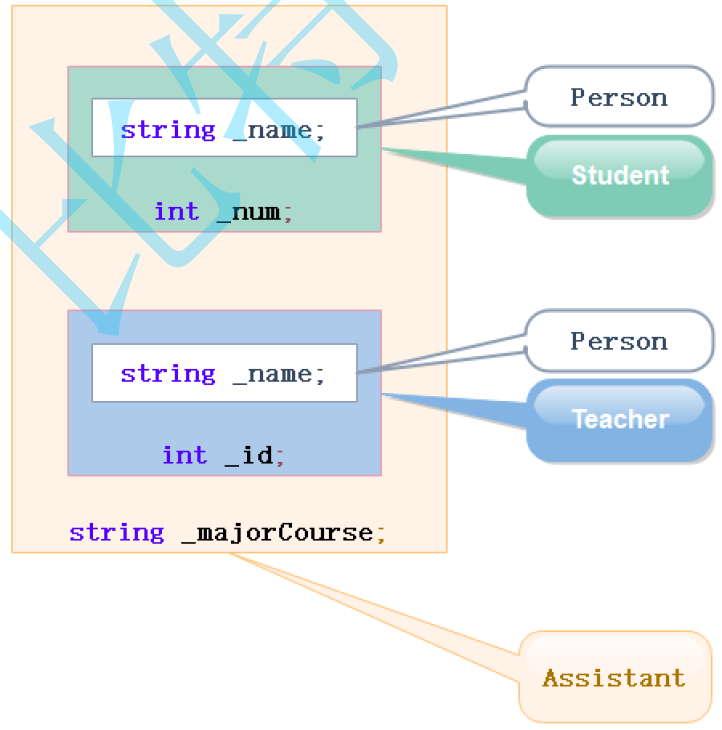 string _name;
Person
Student
int _num;
string _name;
Person
Teacher
int _id;
string _majorCourse;
Assistant